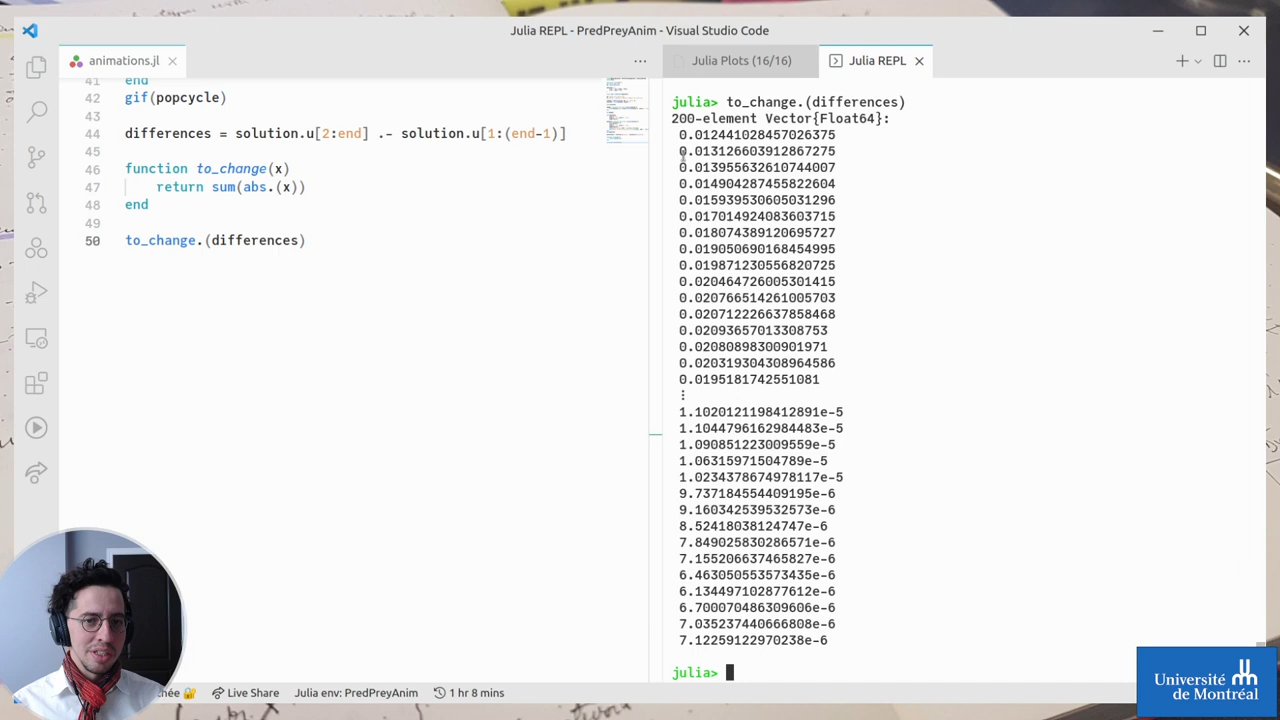 Julia REPL - PredPreyAnim - Visual Studio Code
animations.jl
Julia Plots (16/16)
Julia REPL
41 end
42 gif(popcycle)
43
44 differences = solution.u[2:end] .- solution.u[1:(end-1)]
45
46 function to_change(x)
47 return sum(abs.(x))
48 end
49
50 to_change.(differences)
julia> to_change.(differences)
200-element Vector{Float64}:
0.013126603912867275
0.013955632610744007
0.014904287455822604
0.015939530605031296
0.017014924083603715
0.018074389120695727
0.019050690168454995
0.019871230556820725
0.020464726005301415
0.020766514261005703
0.020712226637858468
0.02093657013308753
0.02080898300901971
0.020319304308964586
0.0195181742551081
⋮
1.1020121198412891e-5
1.1044796162984483e-5
1.090851223009559e-5
1.06315971504789e-5
1.0234378674978117e-5
9.737184554409195e-6
9.160342539532573e-6
8.52418038124747e-6
7.849025830286571e-6
7.155206637465827e-6
6.463050553573435e-6
6.134497102877612e-6
6.700070486309606e-6
7.035237440666808e-6
7.12259122970238e-6
julia>
Live Share
Julia env: PredPreyAnim
1 hr 8 mins
Université
de Montréal